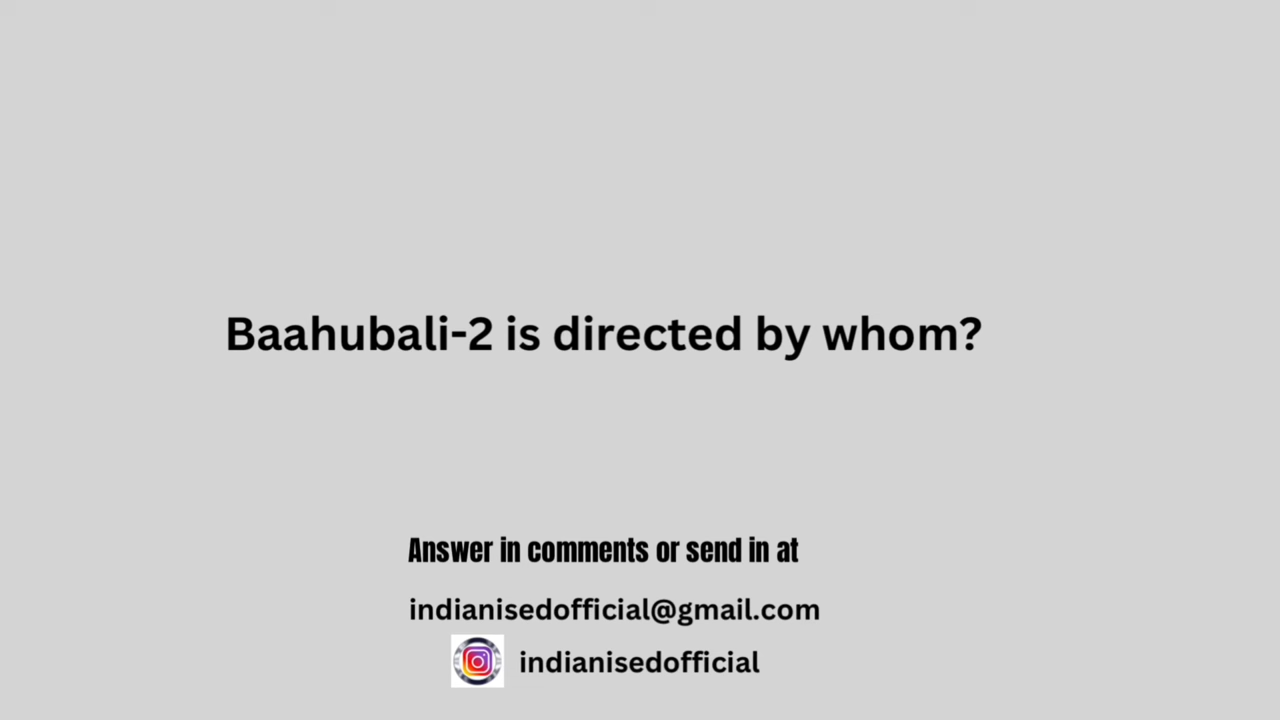 Baahubali-2 is directed by whom?
Answer in comments or send in at
indianisedofficial@gmail.com
indianisedofficial